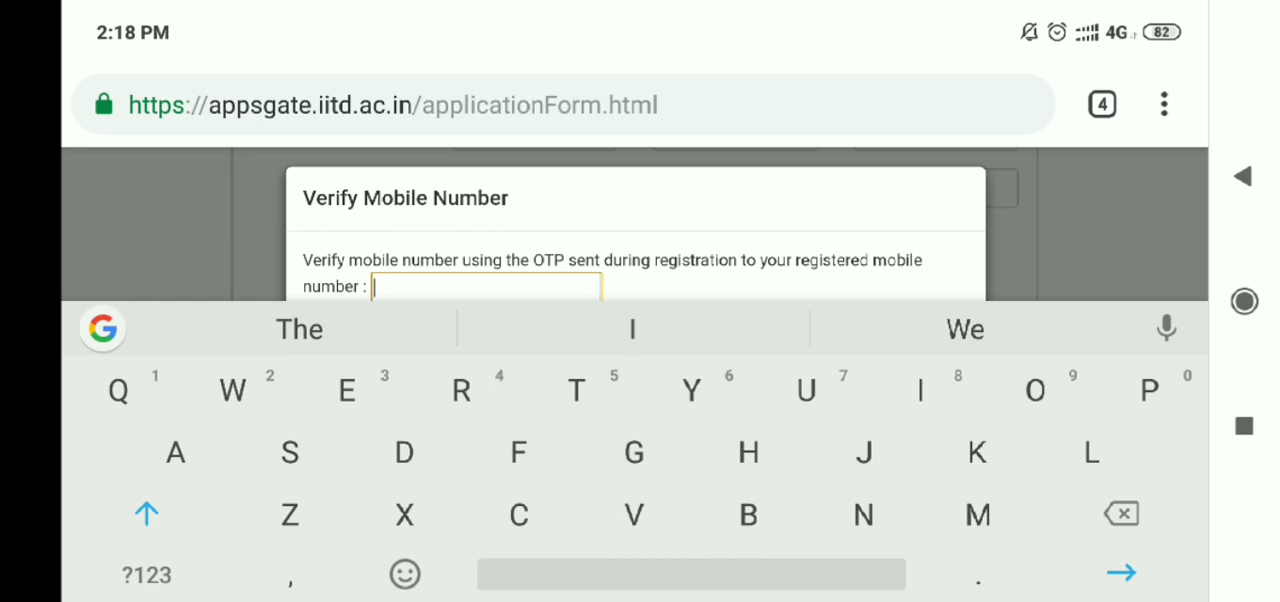 2:18 PM 4G 82
https://appsgate.iitd.ac.in/applicationForm.html 4
Verify Mobile Number
Verify mobile number using the OTP sent during registration to your registered mobile
number :
G The I We
Q 1 W 2 E 3 R 4 T 5 Y 6 U 7 I 8 O 9 P 0
A S D F G H J K L
Z X C V B N M
?123 , .